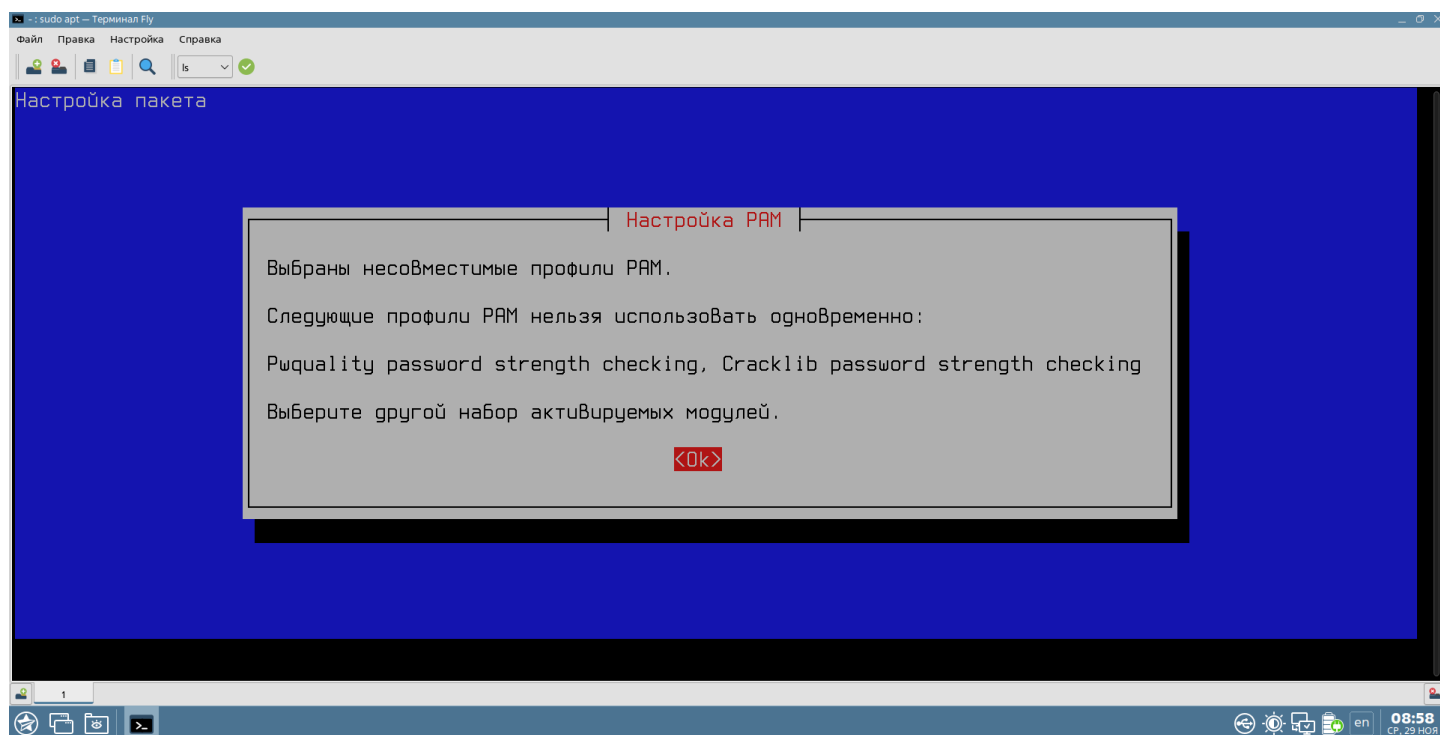 - : sudo apt — Терминал Fly
Файл Правка Настройка Справка
ls
Настройка пакета
Настройка PAM
Выбраны несовместимые профили PAM.
Следующие профили PAM нельзя использовать одновременно:
Pwquality password strength checking, Cracklib password strength checking
Выберите другой набор активируемых модулей.
<Ok>
1
en
08:58
СР, 29 НОЯ